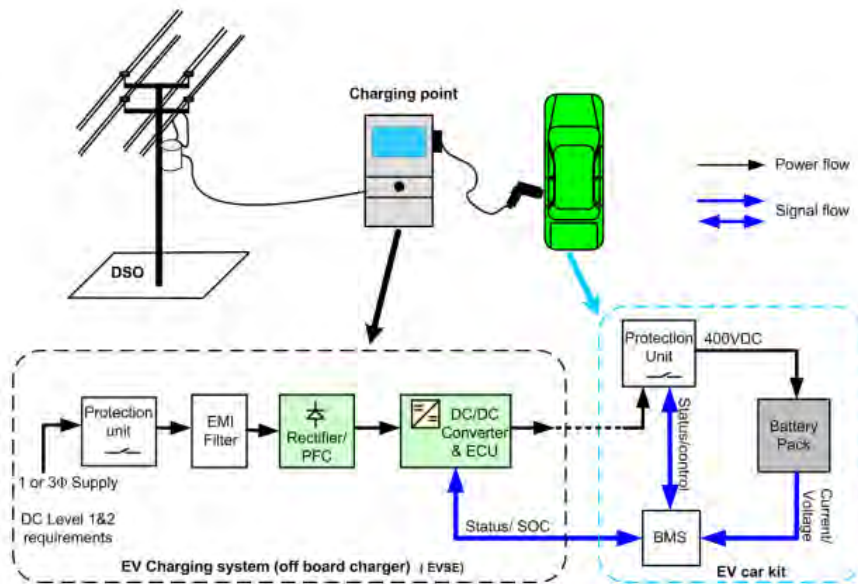 Charging point
Power flow
Signal flow
DSO
Protection
Unit
400VDC
Protection
unit
EMI
Filter
Rectifier/
PFC
DC/DC
Converter
& ECU
Status/control
Battery
Pack
1 or 3Φ Supply
DC Level 1&2
requirements
Status/ SOC
BMS
Current/
Voltage
EV Charging system (off board charger) ( EVSE)
EV car kit